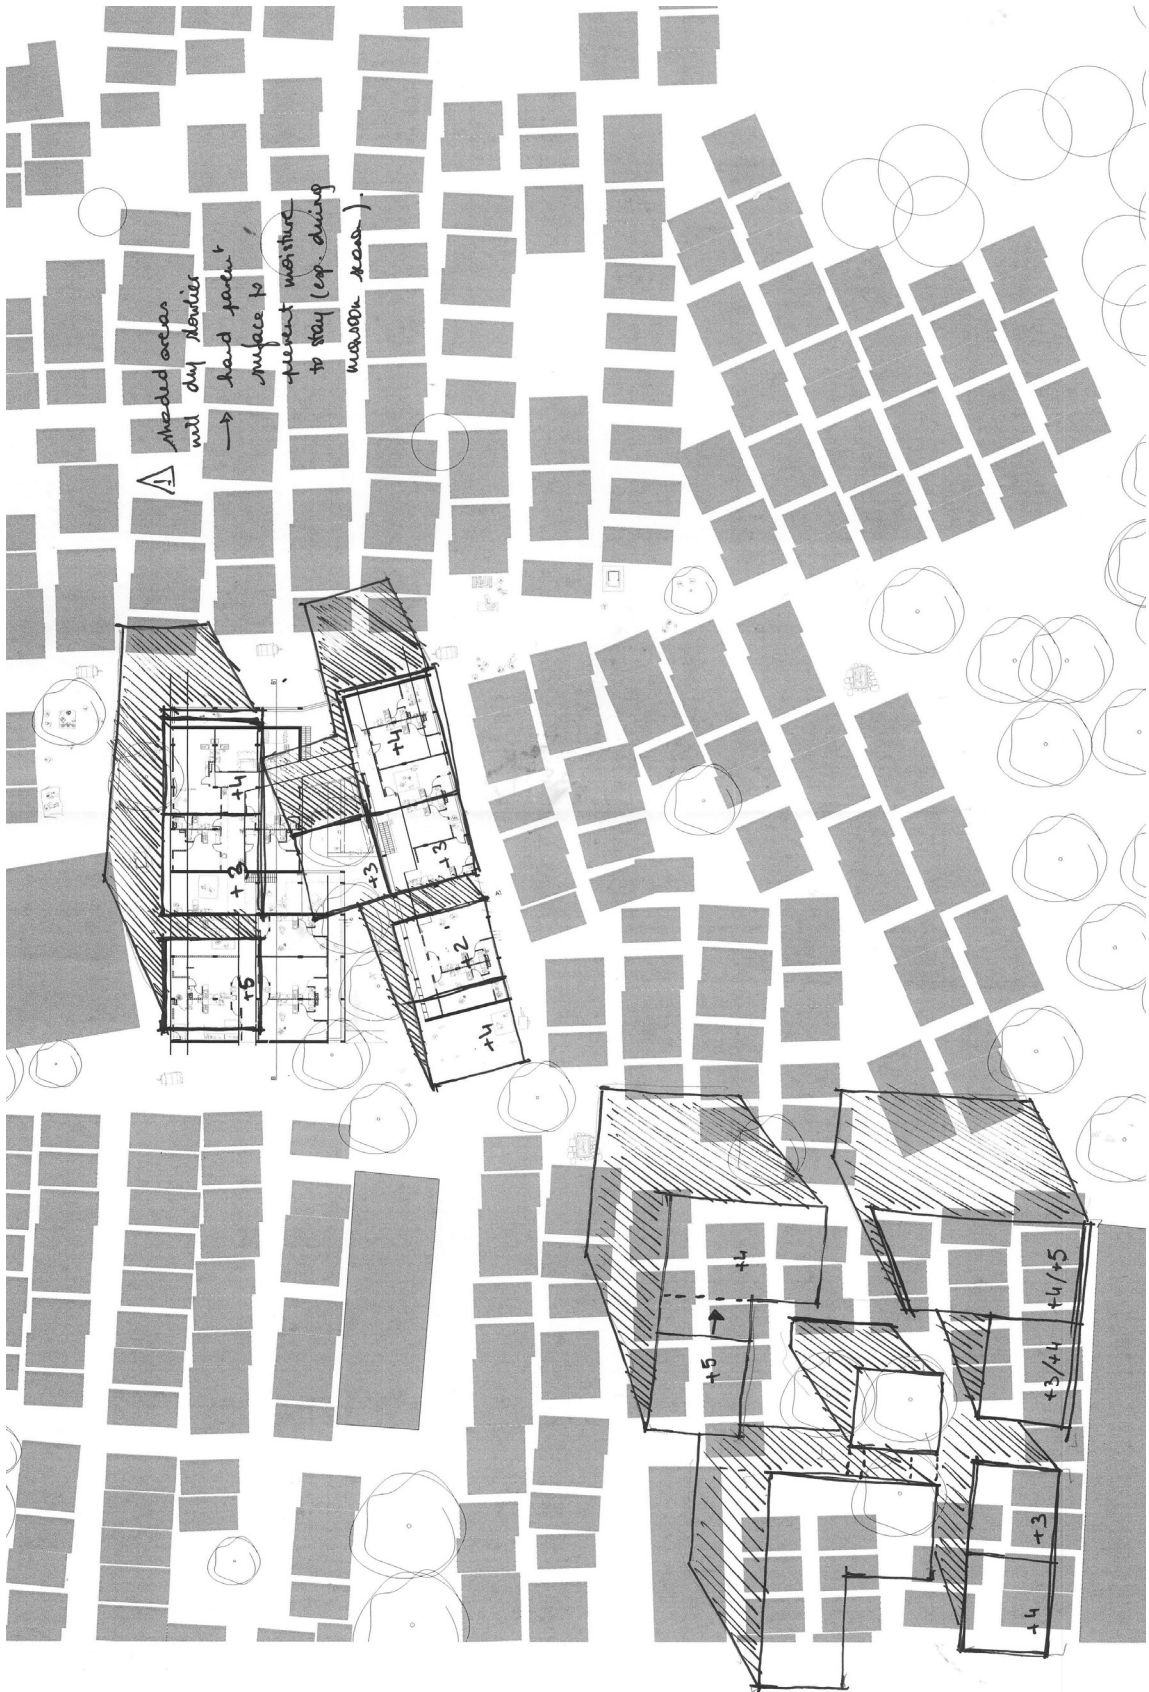 shaded areas
will dry slowlier
→ hard pavem^t
surface to
prevent moisture
to stay (esp. during
monsoon season).
+4
+3
+5
+4
+3
+3
+2
+4
+4
+5
+4/+5
+3/+4
+3
+4